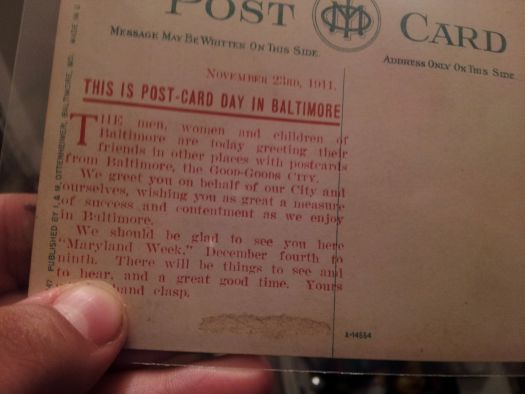 POST CARD
MESSAGE MAY BE WRITTEN ON THIS SIDE
ADDRESS ONLY ON THIS SIDE
NOVEMBER 23RD, 1911.
THIS IS POST-CARD DAY IN BALTIMORE
THE men, women and children of
Baltimore are today greeting their
friends in other places with postcards
from Baltimore, the GOOD-GOODS CITY.
We greet you on behalf of our City and
ourselves, wishing you as great a measure
of success and contentment as we enjoy
in Baltimore.
We should be glad to see you here
"Maryland Week," December fourth to
ninth. There will be things to see and
to hear, and a great good time. Yours
hand clasp.
A-14554
47 PUBLISHED BY I. & M. OTTENHEIMER, BALTIMORE, MD. MADE IN U